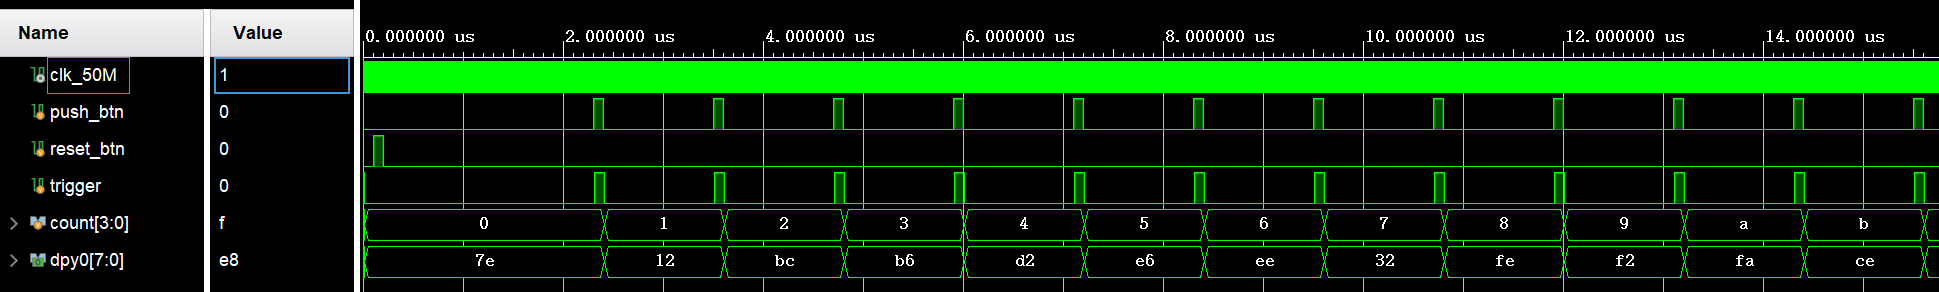 Name Value 0.000000 us 2.000000 us 4.000000 us 6.000000 us 8.000000 us 10.000000 us 12.000000 us 14.000000 us
clk_50M 1
push_btn 0
reset_btn 0
trigger 0
count[3:0] f 0 1 2 3 4 5 6 7 8 9 a b
dpy0[7:0] e8 7e 12 bc b6 d2 e6 ee 32 fe f2 fa ce